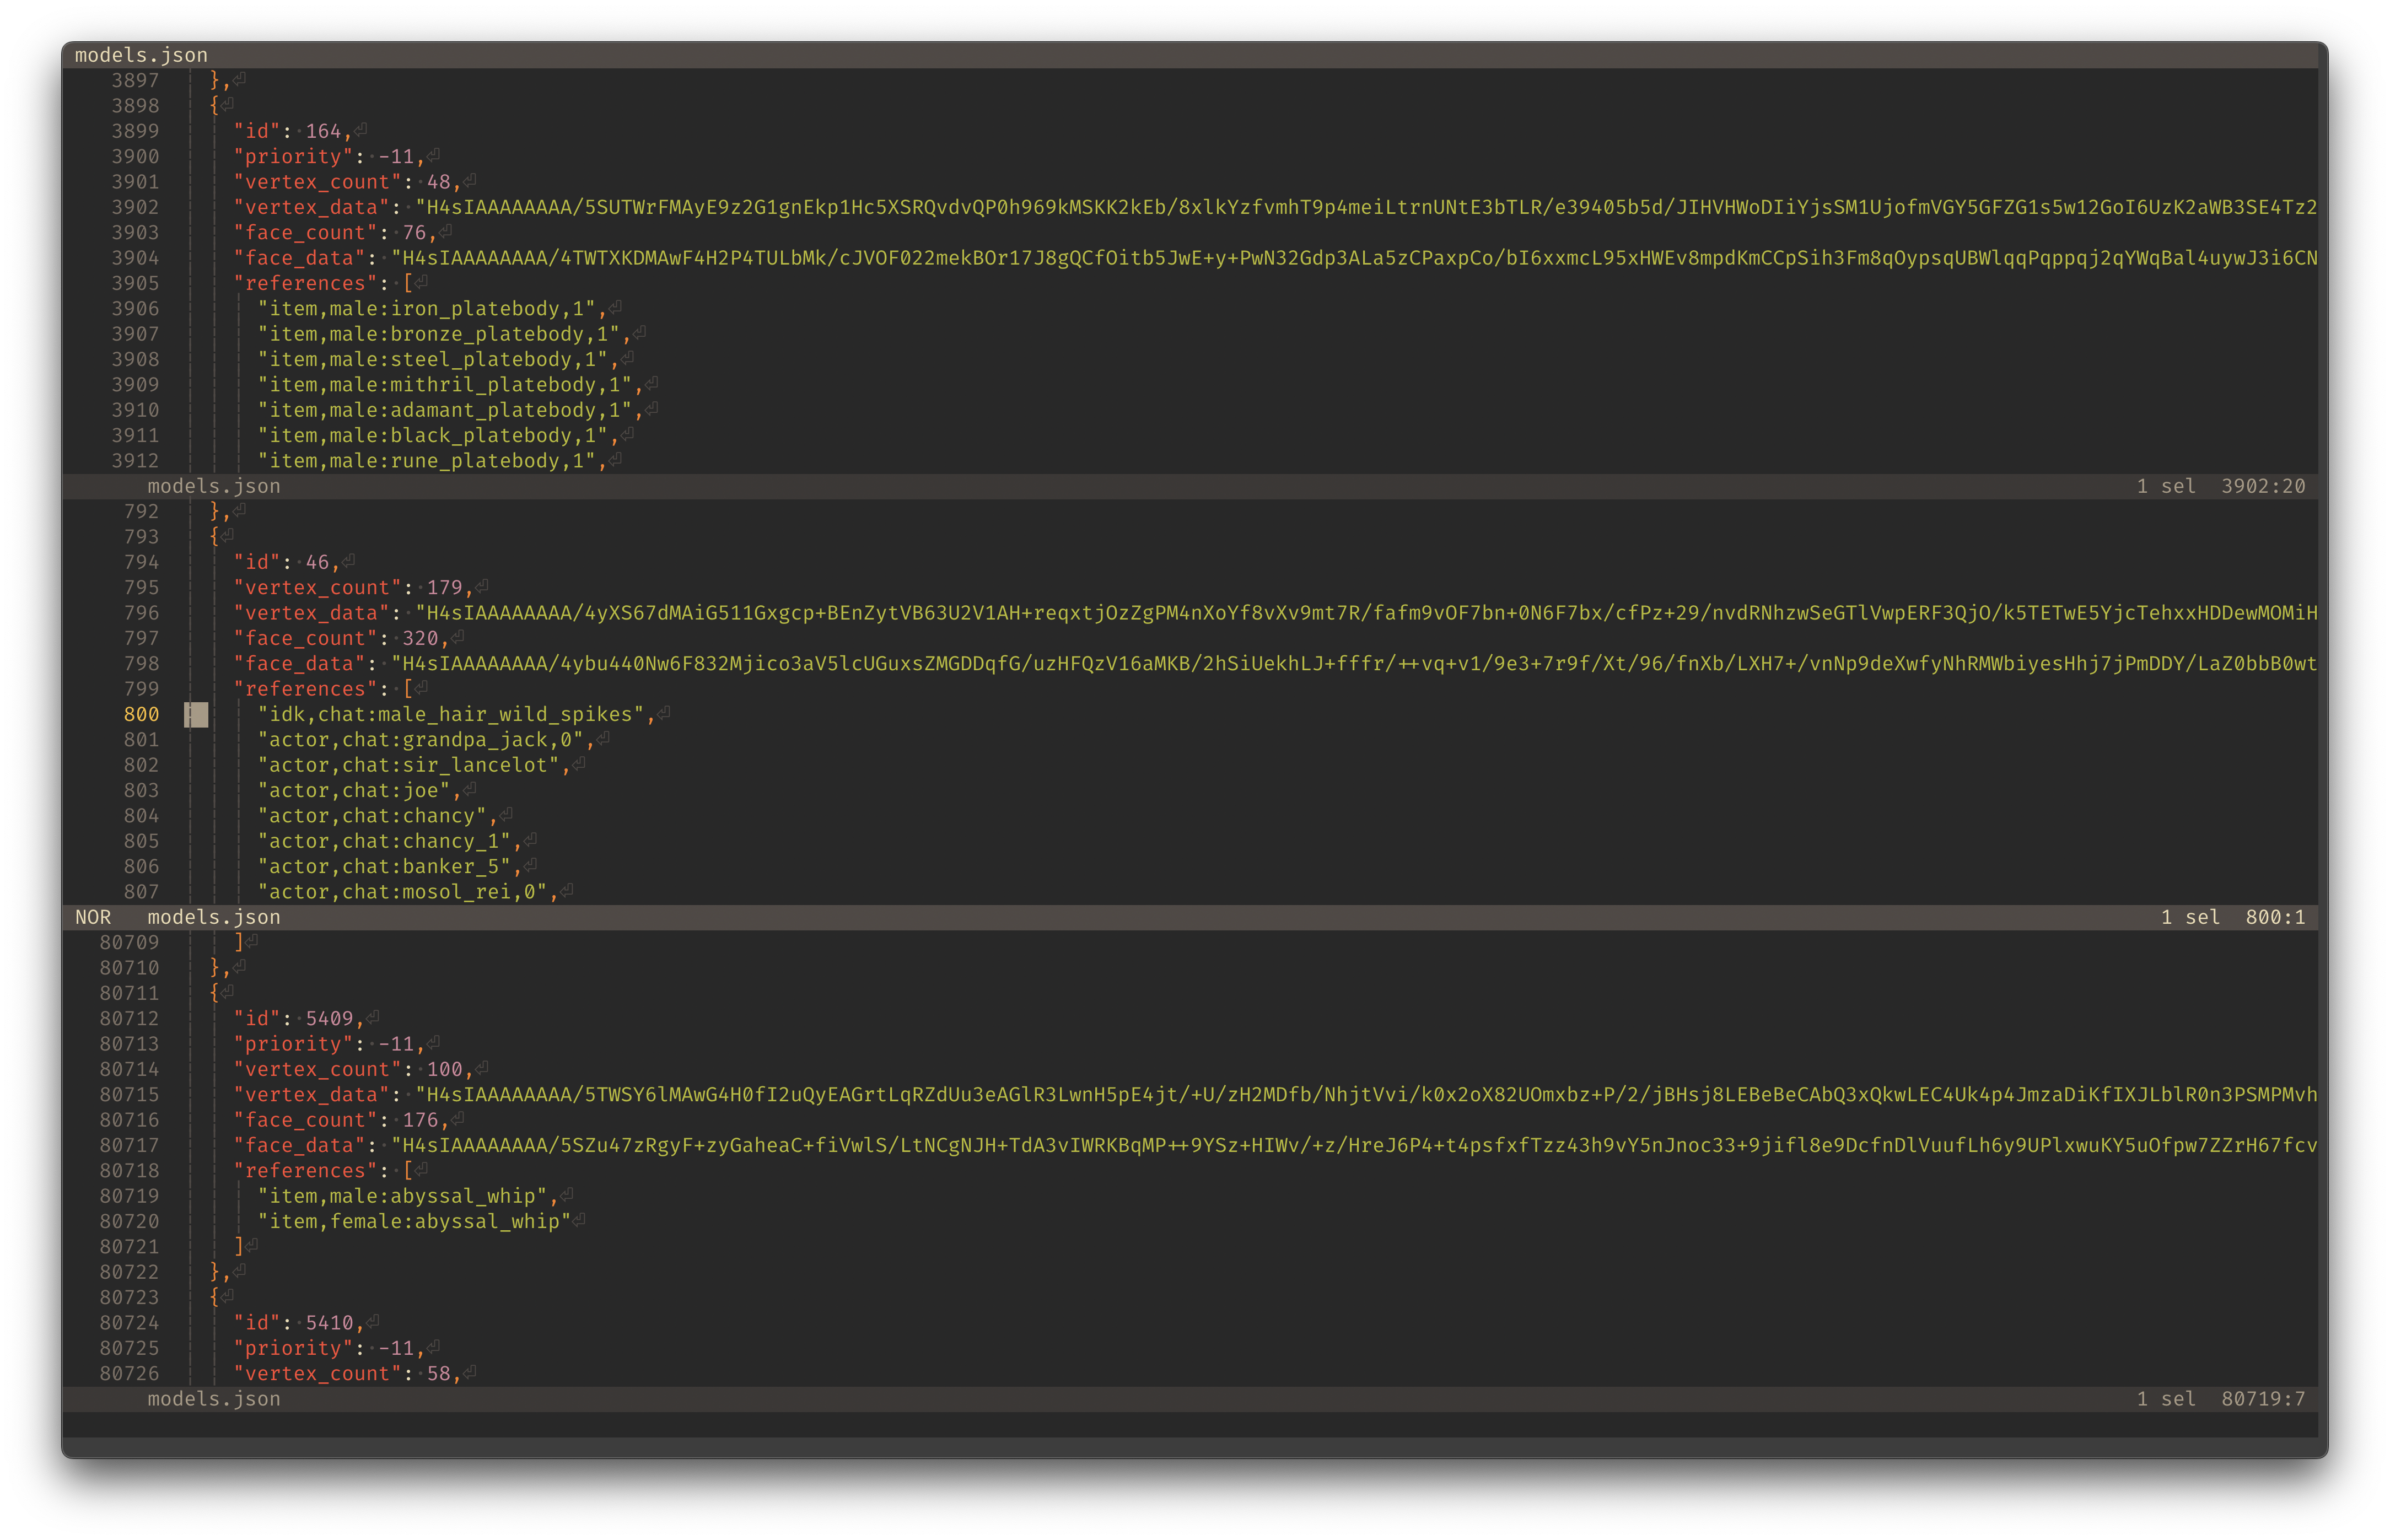 models.json
3897 },⏎
3898 {⏎
3899 "id":·164,⏎
3900 "priority":·-11,⏎
3901 "vertex_count":·48,⏎
3902 "vertex_data":·"H4sIAAAAAAAA/5SUTWrFMAyE9z2G1gnEkp1Hc5XSRQvdvQP0h969kMSKK2kEb/8xlkYzfvmhT9p4meiLtrnUNtE3bTLR/e39405b5d/JIHVHWoDIiYjsSM1UjofmVGY5GFZG1s5w12GoI6UzK2aWB3SE4Tz2
3903 "face_count":·76,⏎
3904 "face_data":·"H4sIAAAAAAAA/4TWTXKDMAwF4H2P4TULbMk/cJVOF022mekBOr17J8gQCfOitb5JwE+y+PwN32Gdp3ALa5zCPaxpCo/bI6xxmcL95xHWEv8mpdKmCCpSih3Fm8qOypsqUBWlqqPqppqj2qYWqBal4uywJ3i6CN
3905 "references":·[⏎
3906 "item,male:iron_platebody,1",⏎
3907 "item,male:bronze_platebody,1",⏎
3908 "item,male:steel_platebody,1",⏎
3909 "item,male:mithril_platebody,1",⏎
3910 "item,male:adamant_platebody,1",⏎
3911 "item,male:black_platebody,1",⏎
3912 "item,male:rune_platebody,1",⏎
models.json 1 sel 3902:20
792 },⏎
793 {⏎
794 "id":·46,⏎
795 "vertex_count":·179,⏎
796 "vertex_data":·"H4sIAAAAAAAA/4yXS67dMAiG511Gxgcp+BEnZytVB63U2V1AH+reqxtjOzZgPM4nXoYf8vXv9mt7R/fafm9vOF7bn+0N6F7bx/cfPz+29/nvdRNhzwSeGTlVwpERF3QjO/k5TETwE5YjcTehxxHDDewMOMiH
797 "face_count":·320,⏎
798 "face_data":·"H4sIAAAAAAAA/4ybu440Nw6F832Mjico3aV5lcUGuxsZMGDDqfG/uzHFQzV16aMKB/2hSiUekhLJ+fffr/++vq+v1/9e3+7r9f/Xt/96/fnXb/LXH7+/vnNp9deXwfyNhRMWbiyesHhj7jPmDDY/LaZ0bbB0wt
799 "references":·[⏎
800 "idk,chat:male_hair_wild_spikes",⏎
801 "actor,chat:grandpa_jack,0",⏎
802 "actor,chat:sir_lancelot",⏎
803 "actor,chat:joe",⏎
804 "actor,chat:chancy",⏎
805 "actor,chat:chancy_1",⏎
806 "actor,chat:banker_5",⏎
807 "actor,chat:mosol_rei,0",⏎
NOR models.json 1 sel 800:1
80709 ]⏎
80710 },⏎
80711 {⏎
80712 "id":·5409,⏎
80713 "priority":·-11,⏎
80714 "vertex_count":·100,⏎
80715 "vertex_data":·"H4sIAAAAAAAA/5TWSY6lMAwG4H0fI2uQyEAGrtLqRZdUu3eAGlR3LwnH5pE4jt/+U/zH2MDfb/NhjtVvi/k0x2oX82UOmxbz+P/2/jBHsj8LEBeBeCAbQ3xQkwLEC4Uk4p4JmzaDiKfIXJLblR0n3PSMPMvh
80716 "face_count":·176,⏎
80717 "face_data":·"H4sIAAAAAAAA/5SZu47zRgyF+zyGaheaC+fiVwlS/LtNCgNJH+TdA3vIWRKBqMP++9YSz+HIWv/+z/HreJ6P4+t4psfxfTzz43h9vY5nJnoc33+9jifl8e9DcfnDlVuufLh6y9UPlxwuKY5uOfpw7ZZrH67fcv
80718 "references":·[⏎
80719 "item,male:abyssal_whip",⏎
80720 "item,female:abyssal_whip"⏎
80721 ]⏎
80722 },⏎
80723 {⏎
80724 "id":·5410,⏎
80725 "priority":·-11,⏎
80726 "vertex_count":·58,⏎
models.json 1 sel 80719:7